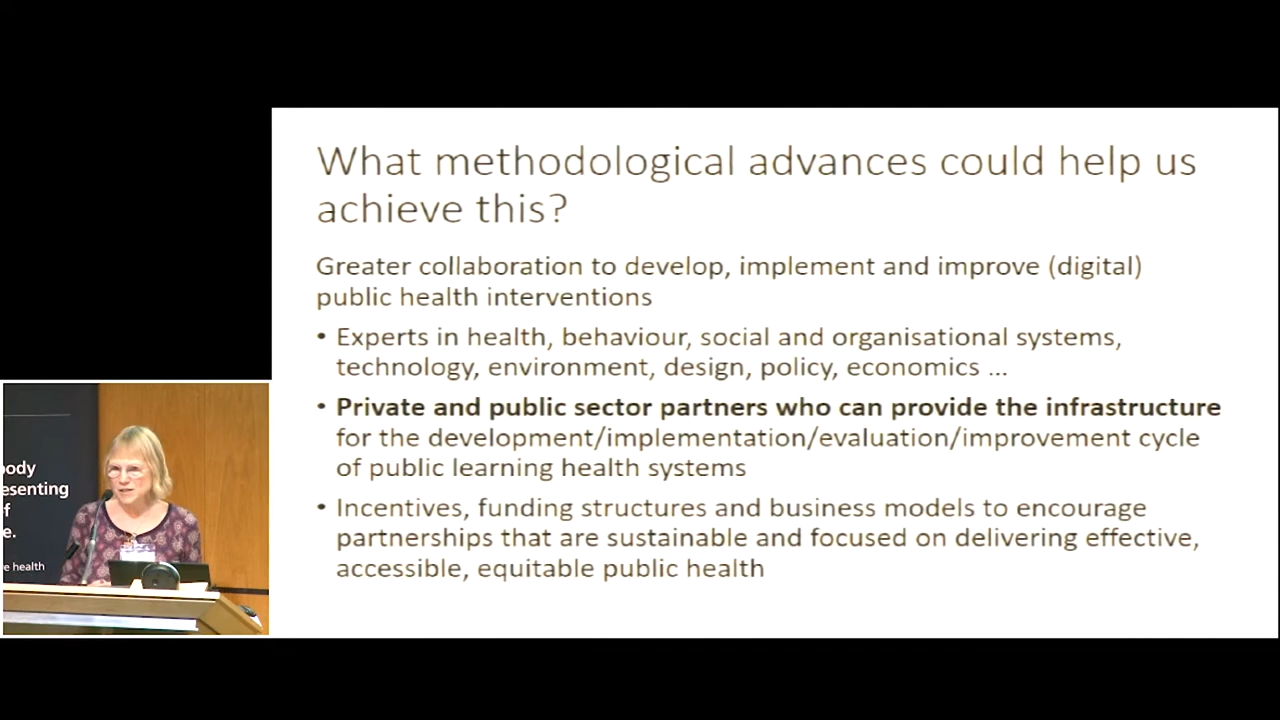 What methodological advances could help us
achieve this?
Greater collaboration to develop, implement and improve (digital)
public health interventions
• Experts in health, behaviour, social and organisational systems,
technology, environment, design, policy, economics ...
• Private and public sector partners who can provide the infrastructure
for the development/implementation/evaluation/improvement cycle
of public learning health systems
• Incentives, funding structures and business models to encourage
partnerships that are sustainable and focused on delivering effective,
accessible, equitable public health
ody
esenting
f
e.
e health